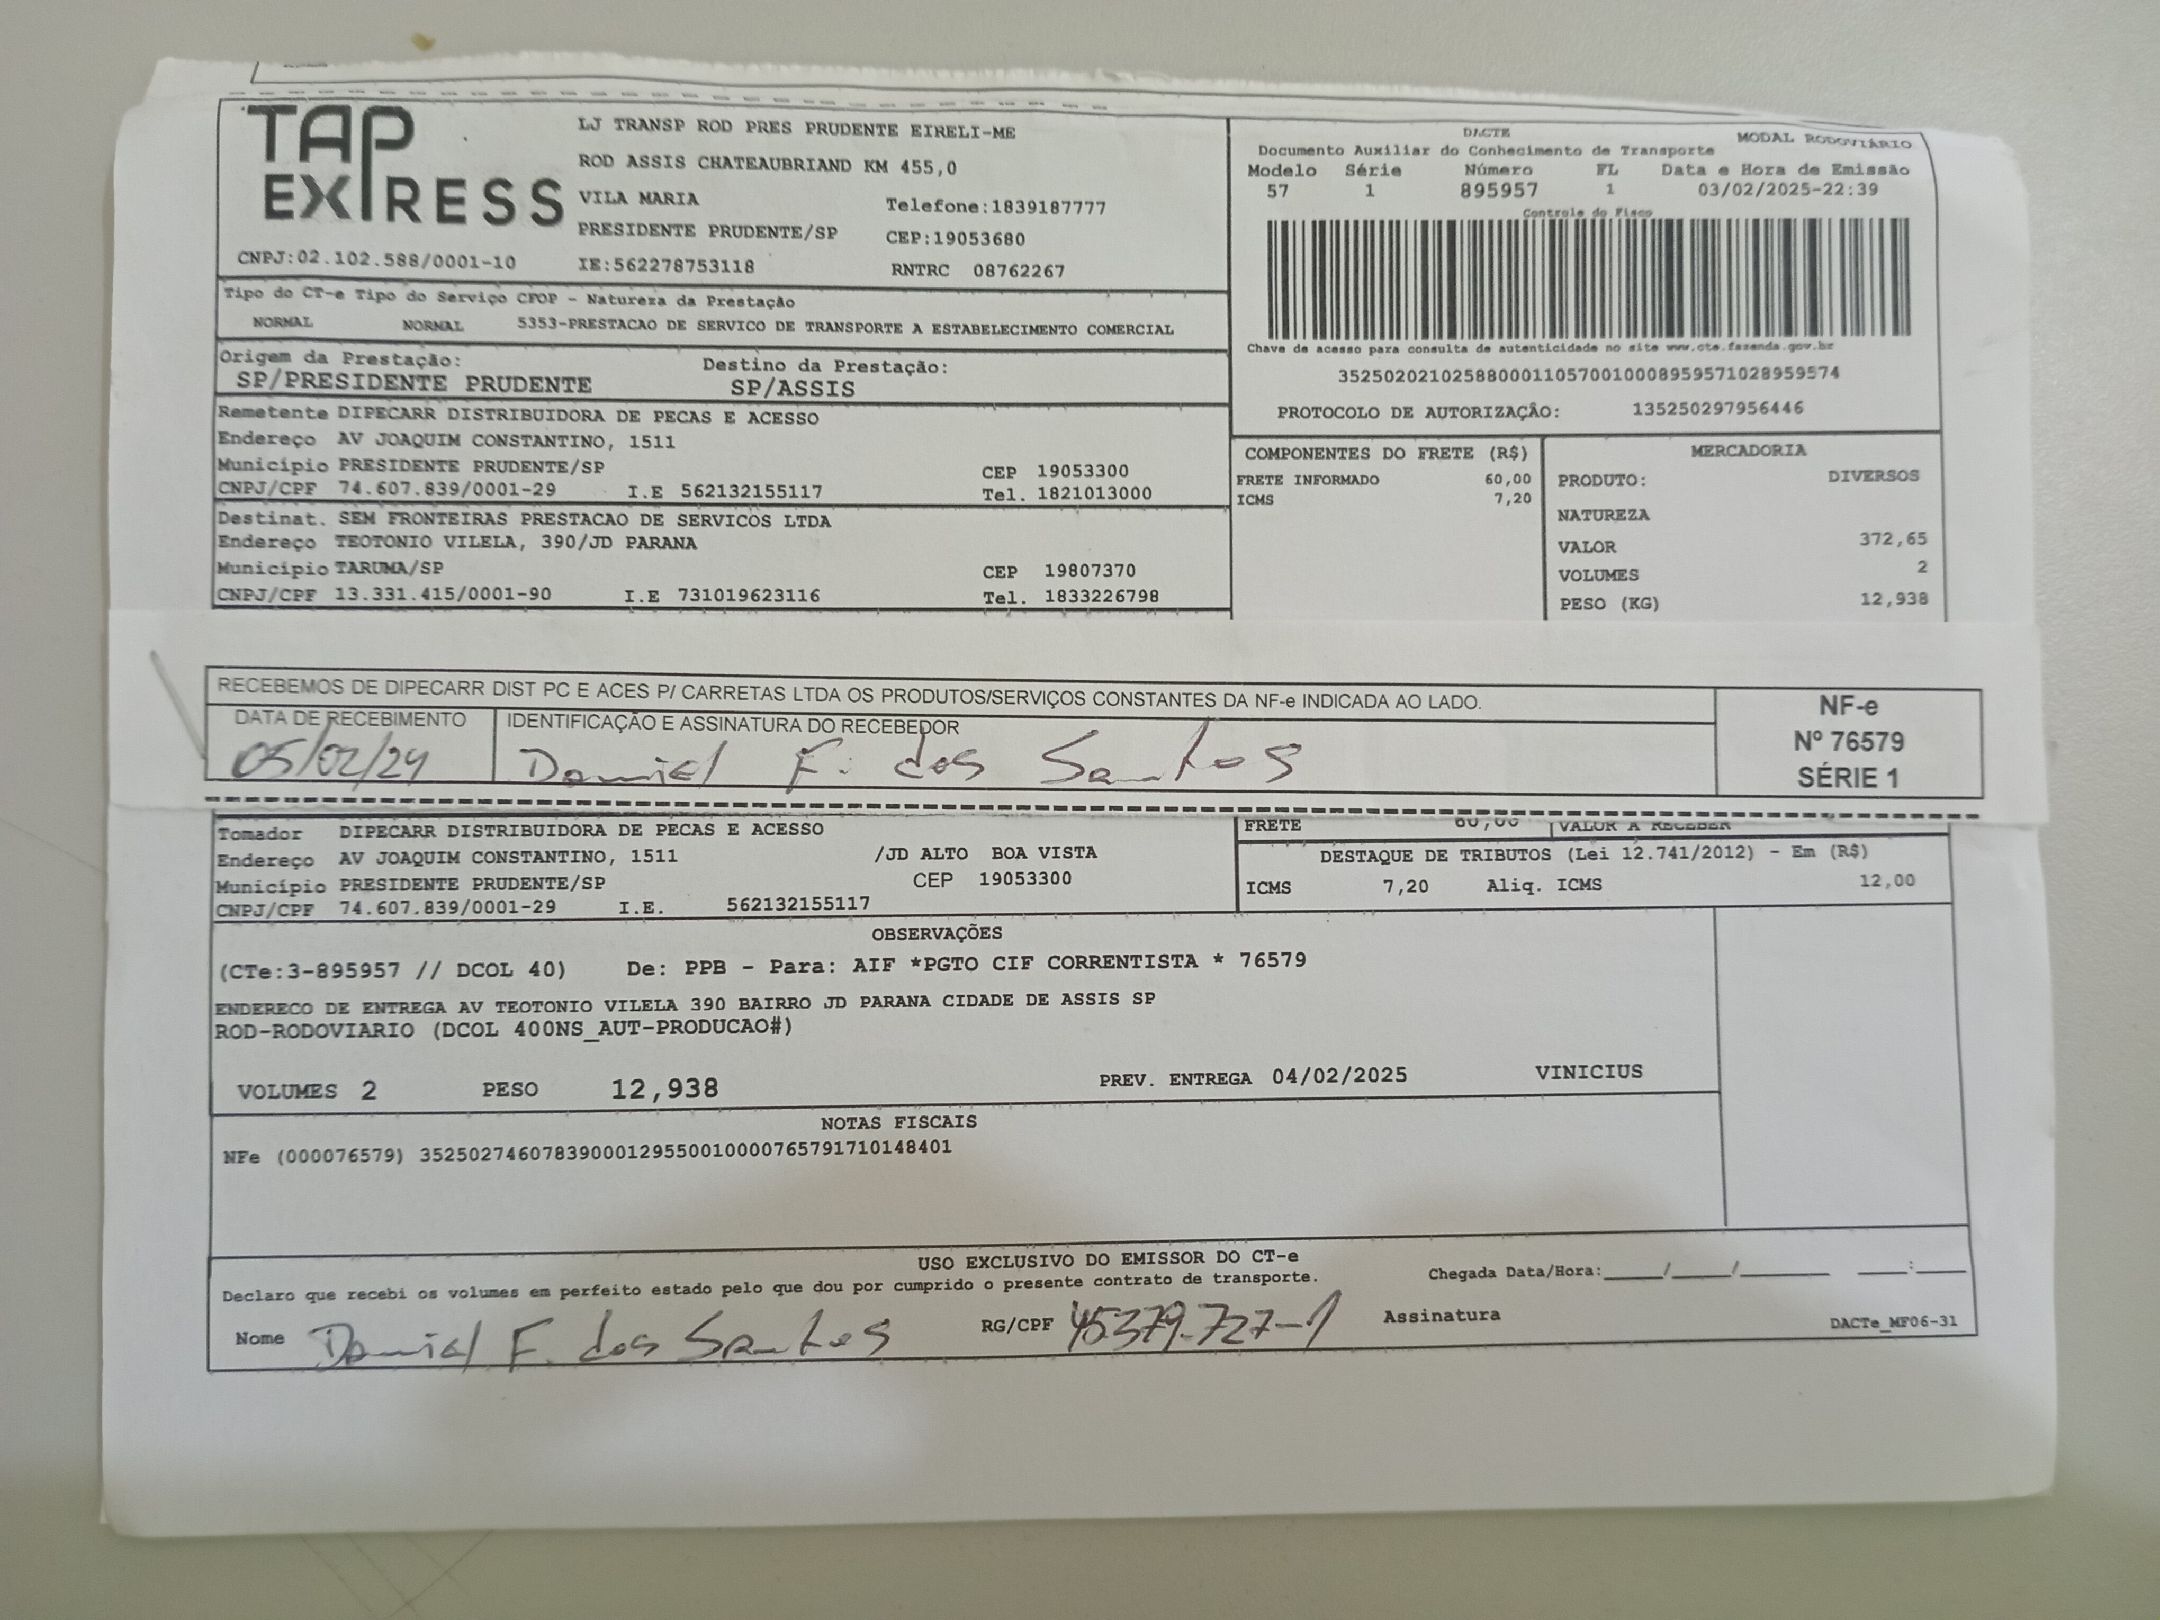 TAP
EXPRESS
CNPJ:02.102.588/0001-10
LJ TRANSP ROD PRES PRUDENTE EIRELI-ME
ROD ASSIS CHATEAUBRIAND KM 455,0
VILA MARIA Telefone:1839187777
PRESIDENTE PRUDENTE/SP CEP:19053680
IE:562278753118 RNTRC 08762267
DACTE MODAL RODOVIÁRIO
Documento Auxiliar do Conhecimento de Transporte
Modelo Série Número FL Data e Hora de Emissão
57 1 895957 1 03/02/2025-22:39
Controle do Fisco
Chave de acesso para consulta de autenticidade no site www.cte.fazenda.gov.br
35250202102588000110570010008959571028959574
PROTOCOLO DE AUTORIZAÇÃO: 135250297956446
Tipo do CT-e Tipo do Serviço CFOP - Natureza da Prestação
NORMAL NORMAL 5353-PRESTACAO DE SERVICO DE TRANSPORTE A ESTABELECIMENTO COMERCIAL
Origem da Prestação: Destino da Prestação:
SP/PRESIDENTE PRUDENTE SP/ASSIS
Remetente DIPECARR DISTRIBUIDORA DE PECAS E ACESSO
Endereço AV JOAQUIM CONSTANTINO, 1511
Município PRESIDENTE PRUDENTE/SP CEP 19053300
CNPJ/CPF 74.607.839/0001-29 I.E 562132155117 Tel. 1821013000
Destinat. SEM FRONTEIRAS PRESTACAO DE SERVICOS LTDA
Endereço TEOTONIO VILELA, 390/JD PARANA
Município TARUMA/SP CEP 19807370
CNPJ/CPF 13.331.415/0001-90 I.E 731019623116 Tel. 1833226798
COMPONENTES DO FRETE (R$)
FRETE INFORMADO 60,00
ICMS 7,20
MERCADORIA
PRODUTO: DIVERSOS
NATUREZA
VALOR 372,65
VOLUMES 2
PESO (KG) 12,938
RECEBEMOS DE DIPECARR DIST PC E ACES P/ CARRETAS LTDA OS PRODUTOS/SERVIÇOS CONSTANTES DA NF-e INDICADA AO LADO.
DATA DE RECEBIMENTO IDENTIFICAÇÃO E ASSINATURA DO RECEBEDOR
05/02/24 Daniel F. dos Santos
NF-e
Nº 76579
SÉRIE 1
Tomador DIPECARR DISTRIBUIDORA DE PECAS E ACESSO
Endereço AV JOAQUIM CONSTANTINO, 1511 /JD ALTO BOA VISTA
Município PRESIDENTE PRUDENTE/SP CEP 19053300
CNPJ/CPF 74.607.839/0001-29 I.E. 562132155117
FRETE 60,00 VALOR A RECEBER
DESTAQUE DE TRIBUTOS (Lei 12.741/2012) - Em (R$)
ICMS 7,20 Aliq. ICMS 12,00
OBSERVAÇÕES
(CTe:3-895957 // DCOL 40) De: PPB - Para: AIF *PGTO CIF CORRENTISTA * 76579
ENDERECO DE ENTREGA AV TEOTONIO VILELA 390 BAIRRO JD PARANA CIDADE DE ASSIS SP
ROD-RODOVIARIO (DCOL 400NS_AUT-PRODUCAO#)
VOLUMES 2 PESO 12,938 PREV. ENTREGA 04/02/2025 VINICIUS
NOTAS FISCAIS
NFe (000076579) 35250274607839000129550010000765791710148401
USO EXCLUSIVO DO EMISSOR DO CT-e
Declaro que recebi os volumes em perfeito estado pelo que dou por cumprido o presente contrato de transporte. Chegada Data/Hora:____/____/______ ____:____
Nome Daniel F. dos Santos RG/CPF 45379.727-1 Assinatura DACTe_MF06-31